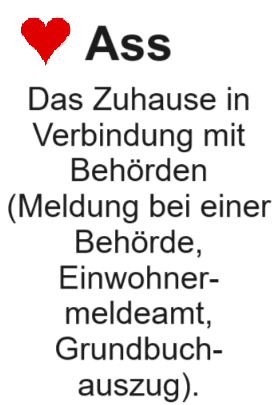 Ass
Das Zuhause in
Verbindung mit
Behörden
(Meldung bei einer
Behörde,
Einwohner-
meldeamt,
Grundbuch-
auszug).